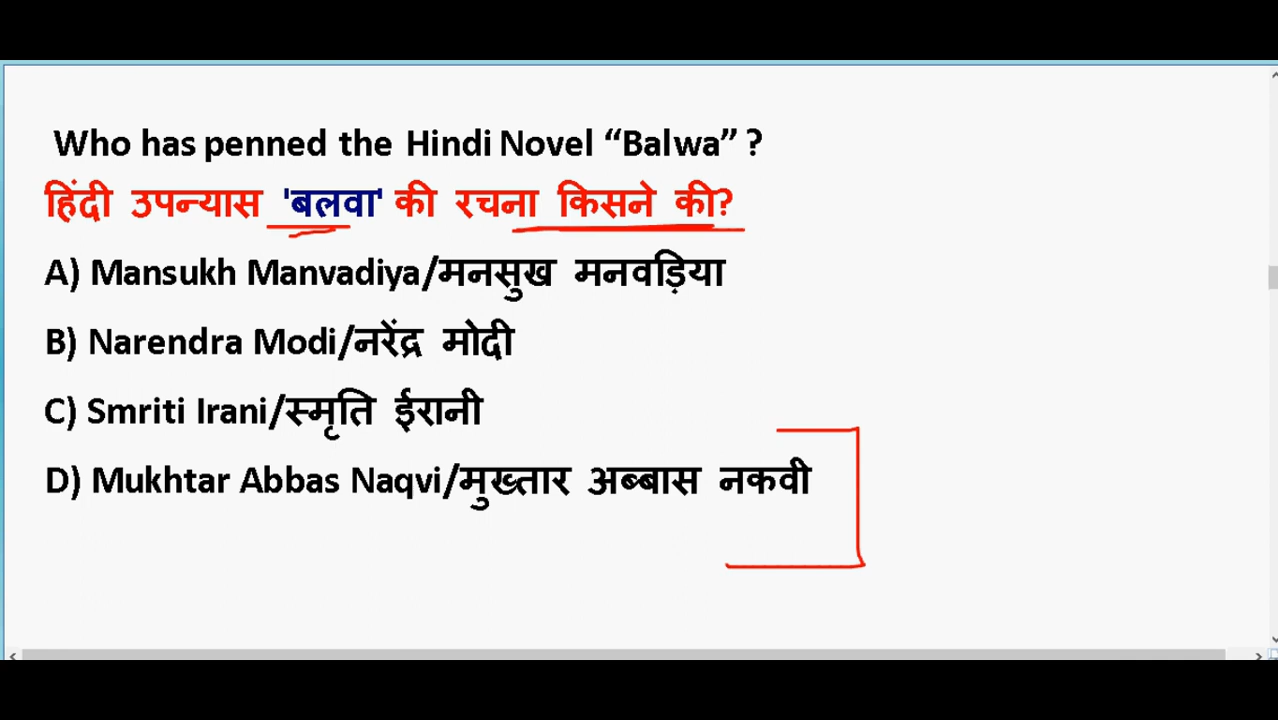 Who has penned the Hindi Novel “Balwa” ?
हिंदी उपन्यास 'बलवा' की रचना किसने की?
A) Mansukh Manvadiya/मनसुख मनवड़िया
B) Narendra Modi/नरेंद्र मोदी
C) Smriti Irani/स्मृति ईरानी
D) Mukhtar Abbas Naqvi/मुख्तार अब्बास नकवी